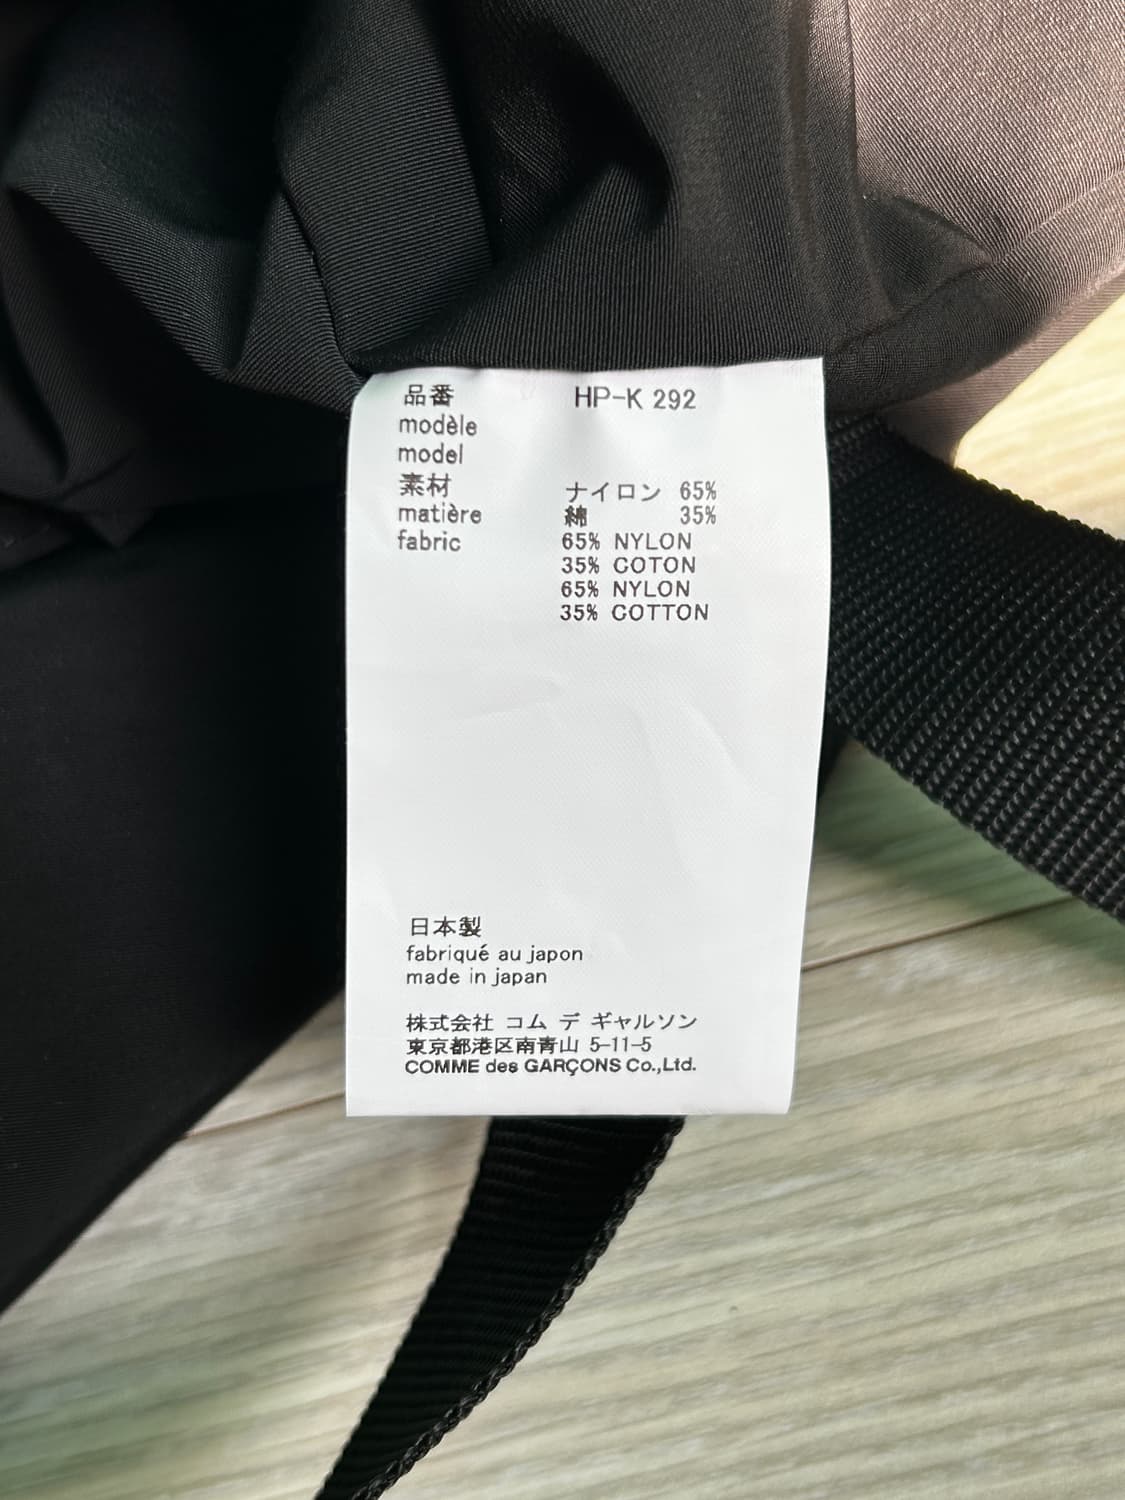 品番 HP-K 292
modèle
model
素材 ナイロン 65%
matière 綿 35%
fabric 65% NYLON
35% COTON
65% NYLON
35% COTTON
日本製
fabriqué au japon
made in japan
株式会社 コム デ ギャルソン
東京都港区南青山 5-11-5
COMME des GARÇONS Co.,Ltd.